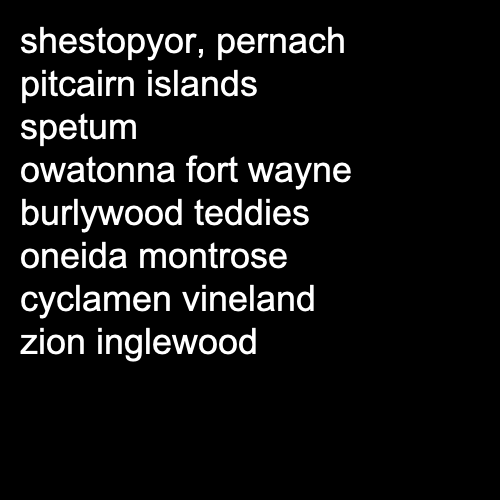 shestopyor, pernach
pitcairn islands
spetum
owatonna fort wayne
burlywood teddies
oneida montrose
cyclamen vineland
zion inglewood